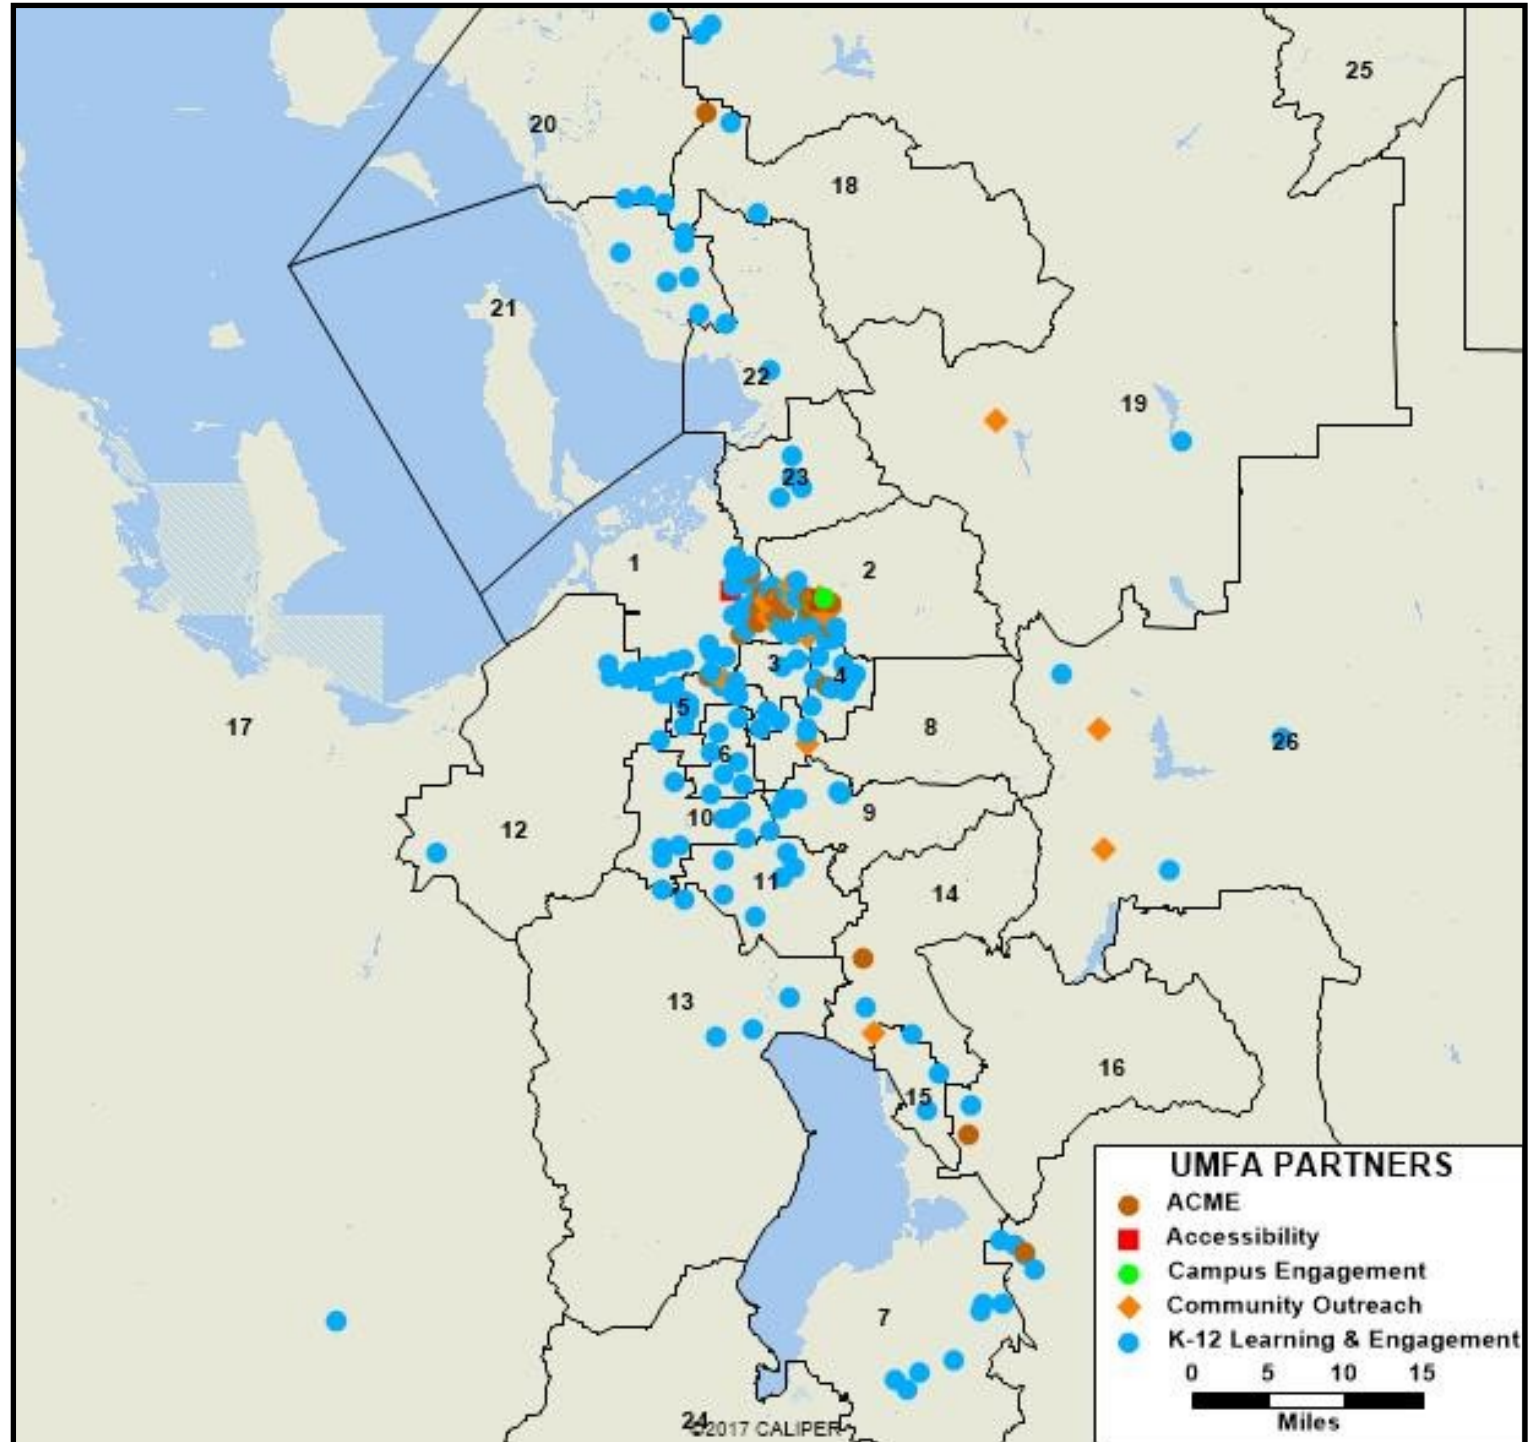 25
20
18
21
22
19
23
1
2
3
4
5
17
8
26
6
10
9
12
11
14
13
16
15
7
24
©2017 CALIPER
UMFA PARTNERS
ACME
Accessibility
Campus Engagement
Community Outreach
K-12 Learning & Engagement
0 5 10 15
Miles